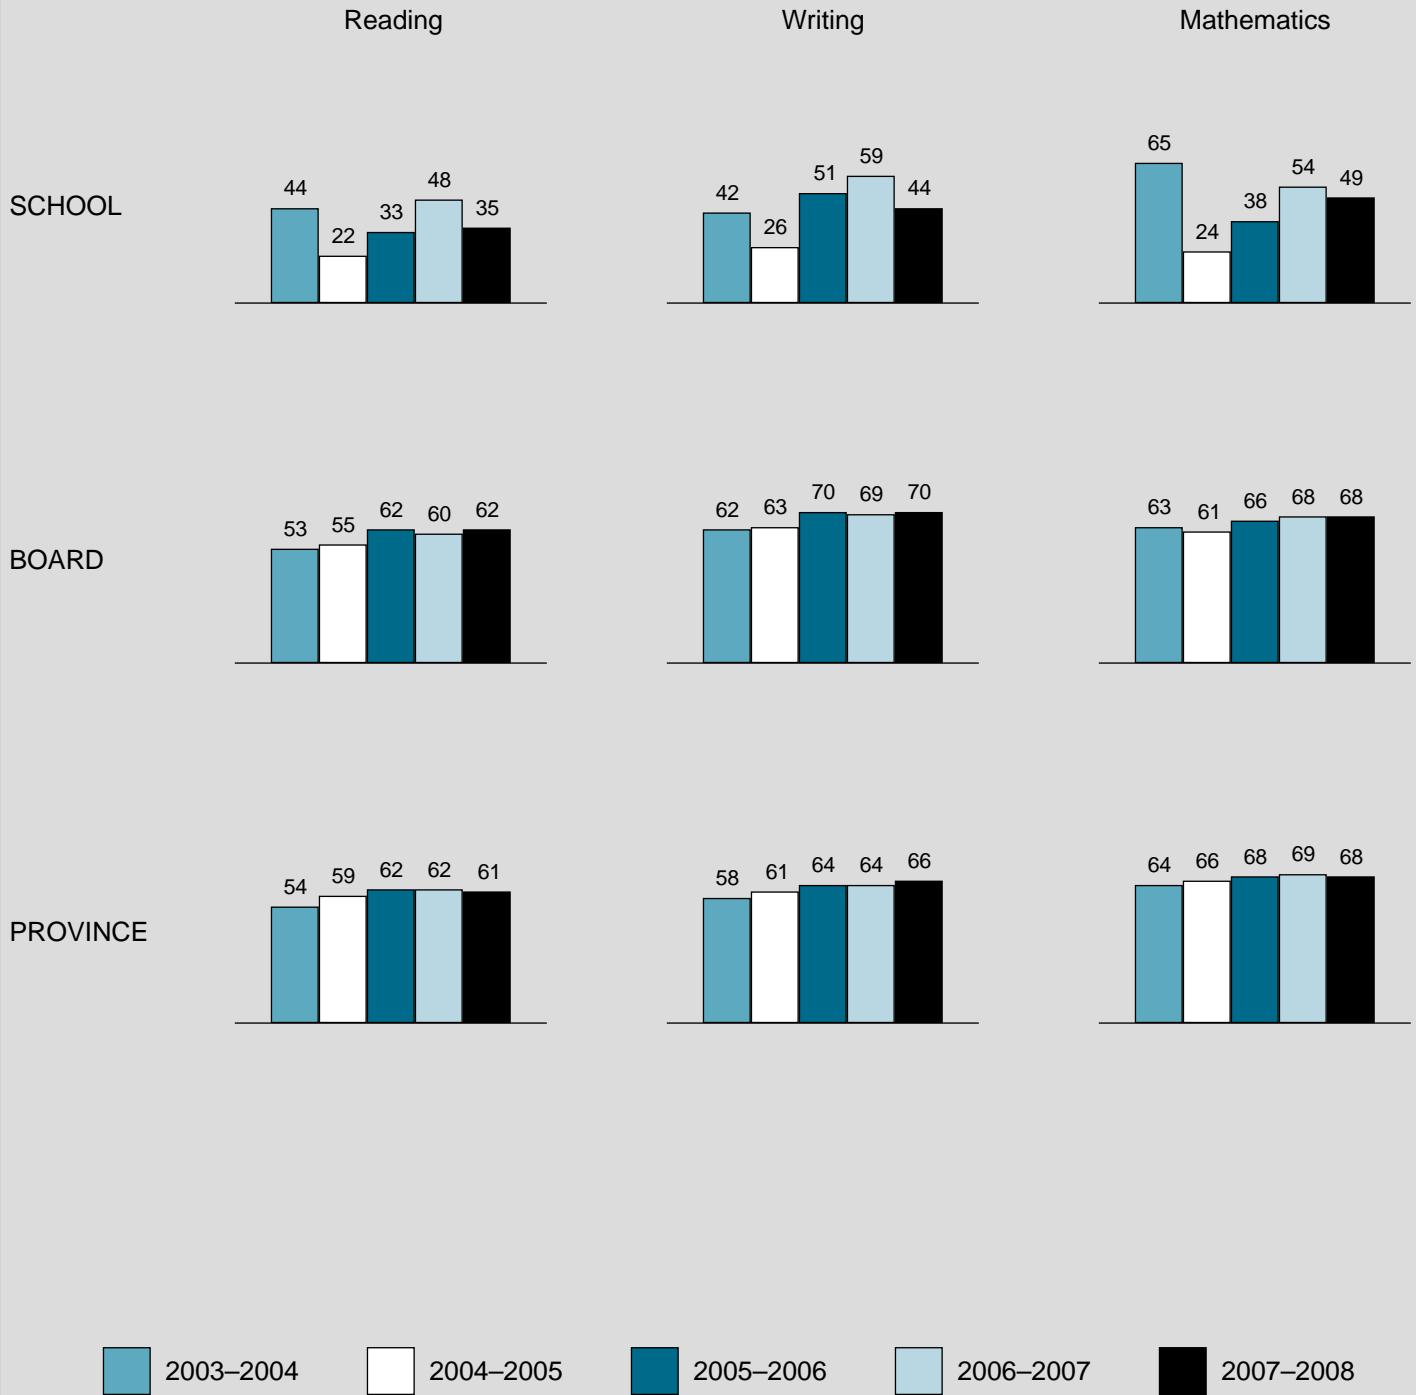 Reading Writing Mathematics
SCHOOL
44 22 33 48 35
42 26 51 59 44
65 24 38 54 49
BOARD
53 55 62 60 62
62 63 70 69 70
63 61 66 68 68
PROVINCE
54 59 62 62 61
58 61 64 64 66
64 66 68 69 68
2003–2004 2004–2005 2005–2006 2006–2007 2007–2008